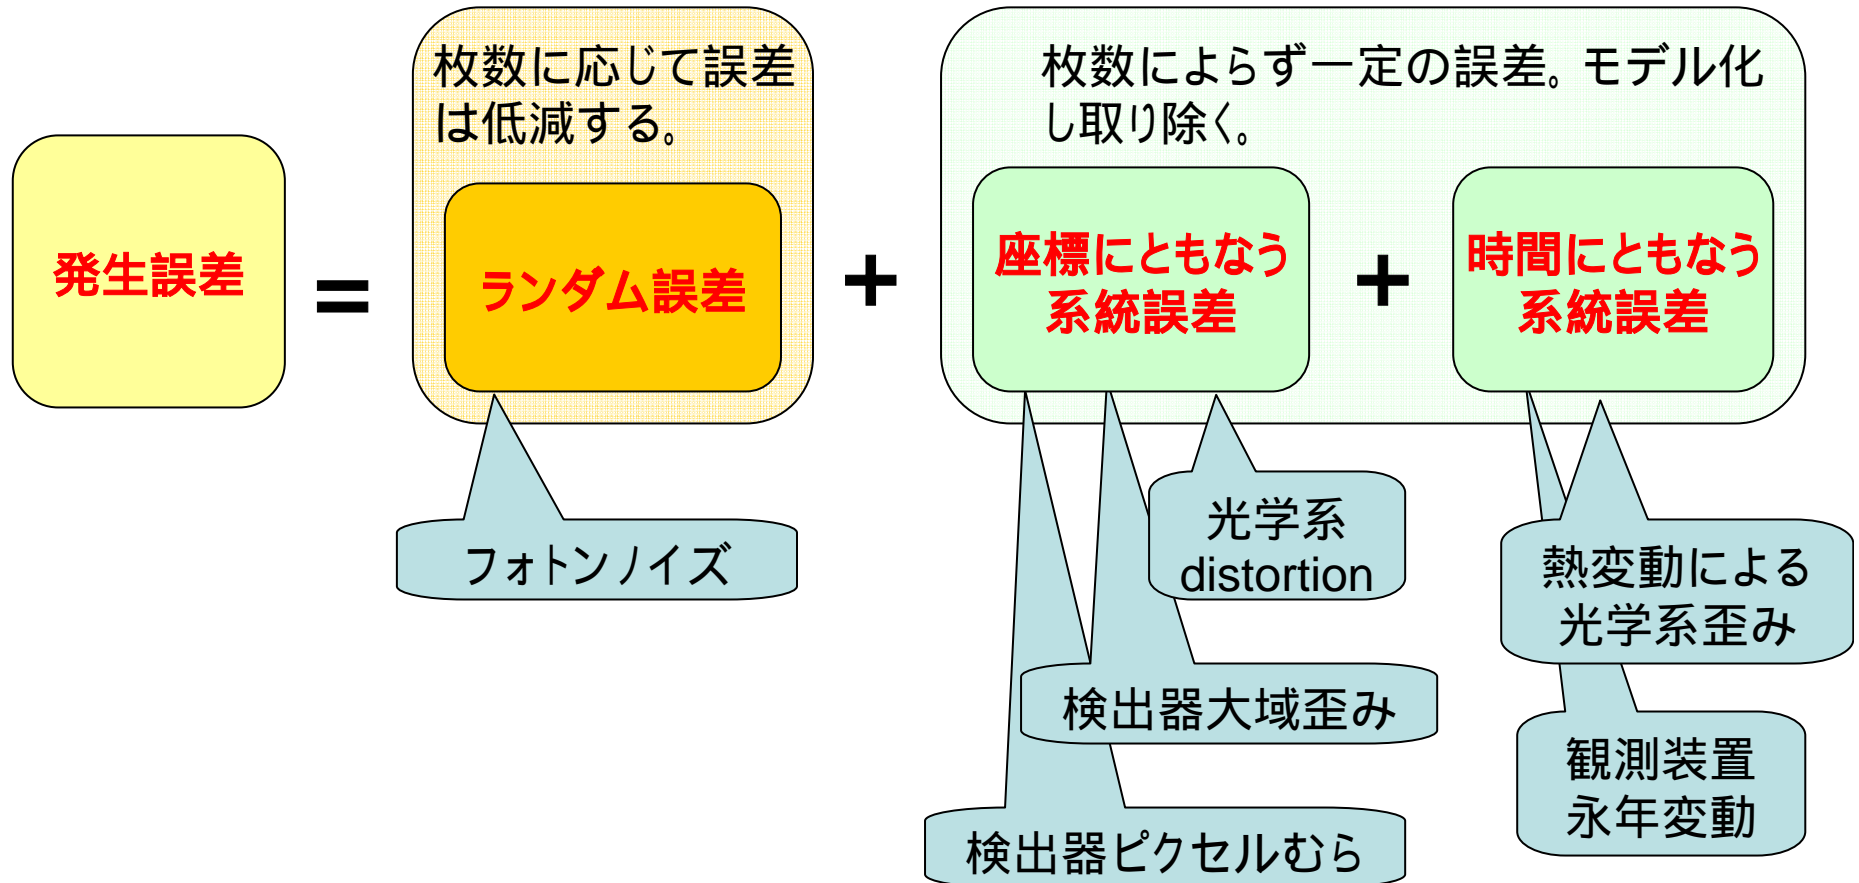 枚数に応じて誤差
は低減する。
枚数によらず一定の誤差。モデル化
し取り除く。
発生誤差
=
ランダム誤差
+
座標にともなう
系統誤差
+
時間にともなう
系統誤差
フォトンノイズ
光学系
distortion
熱変動による
光学系歪み
検出器大域歪み
観測装置
永年変動
検出器ピクセルむら